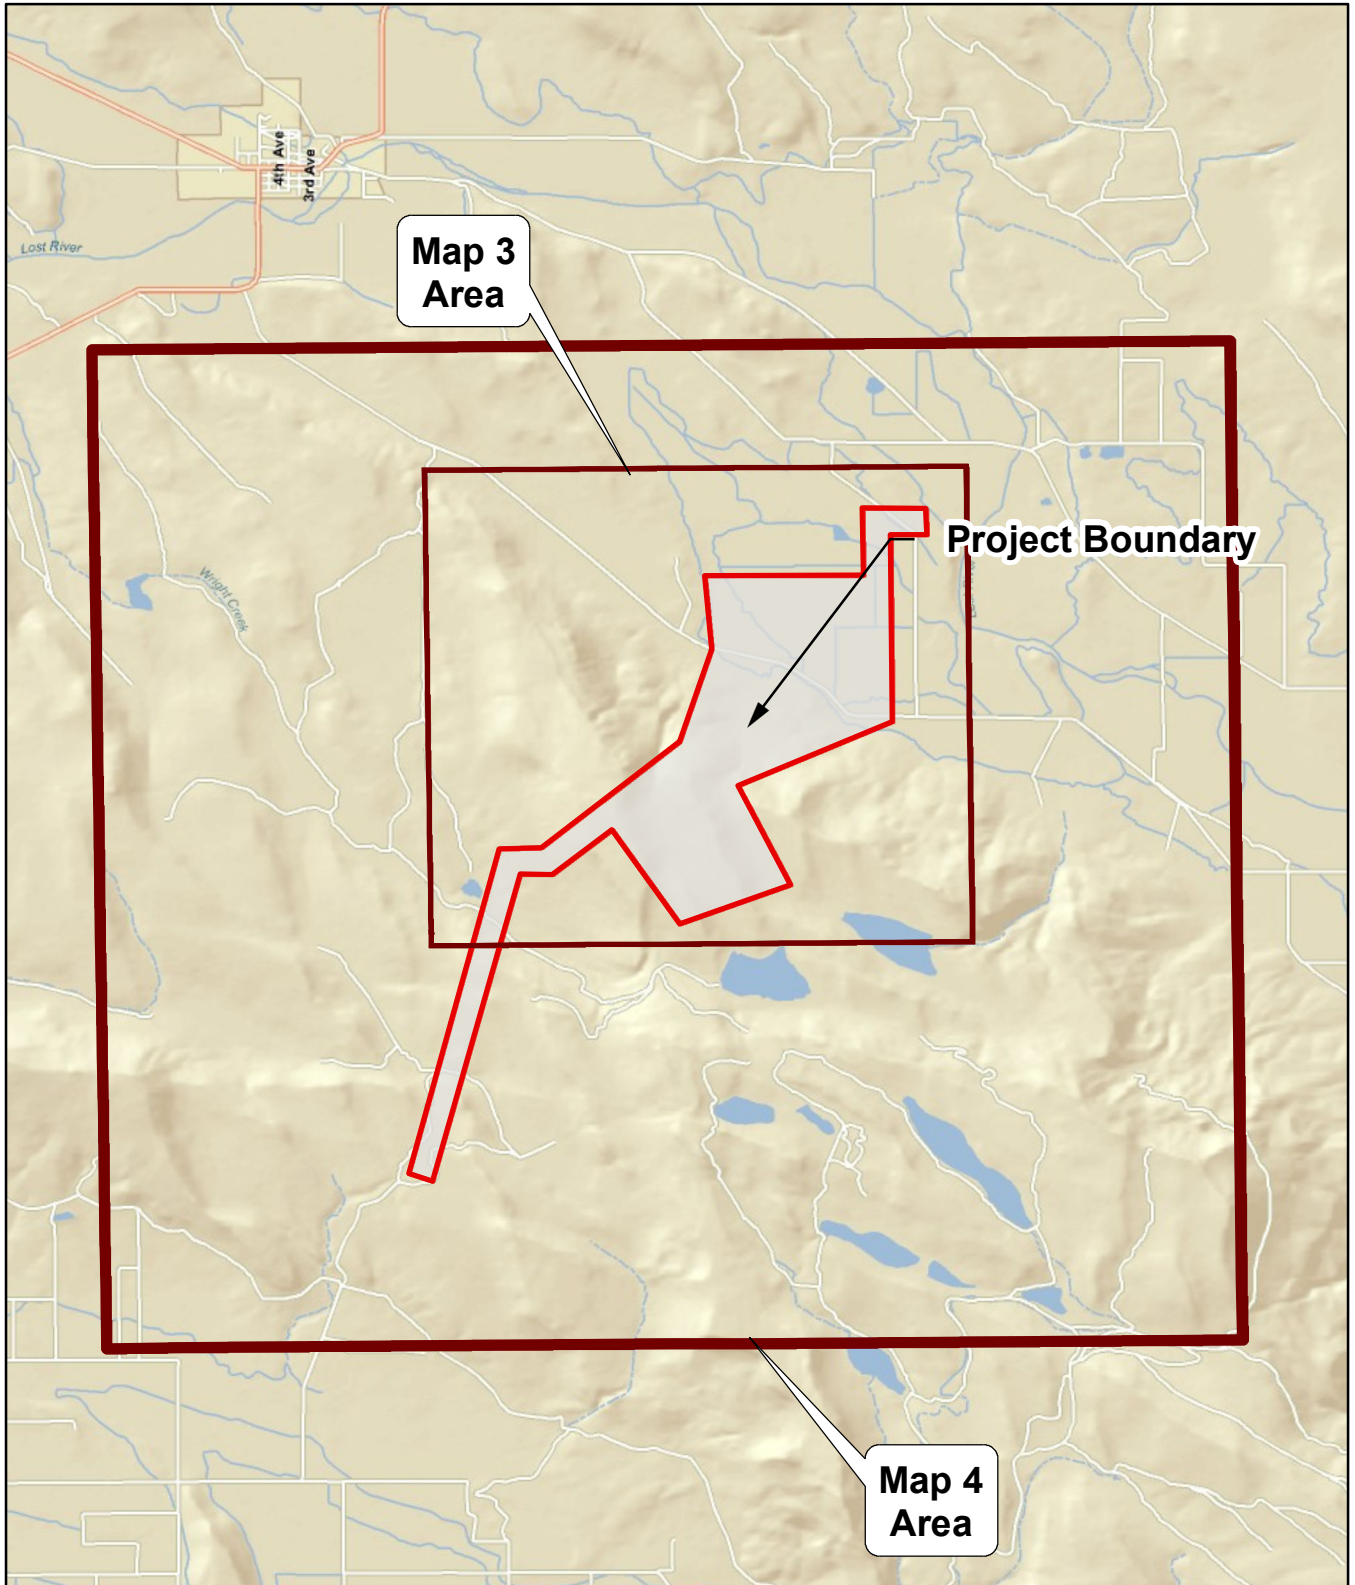 4th Ave
3rd Ave
Lost River
Map 3
Area
Project Boundary
Wright Creek
Map 4
Area